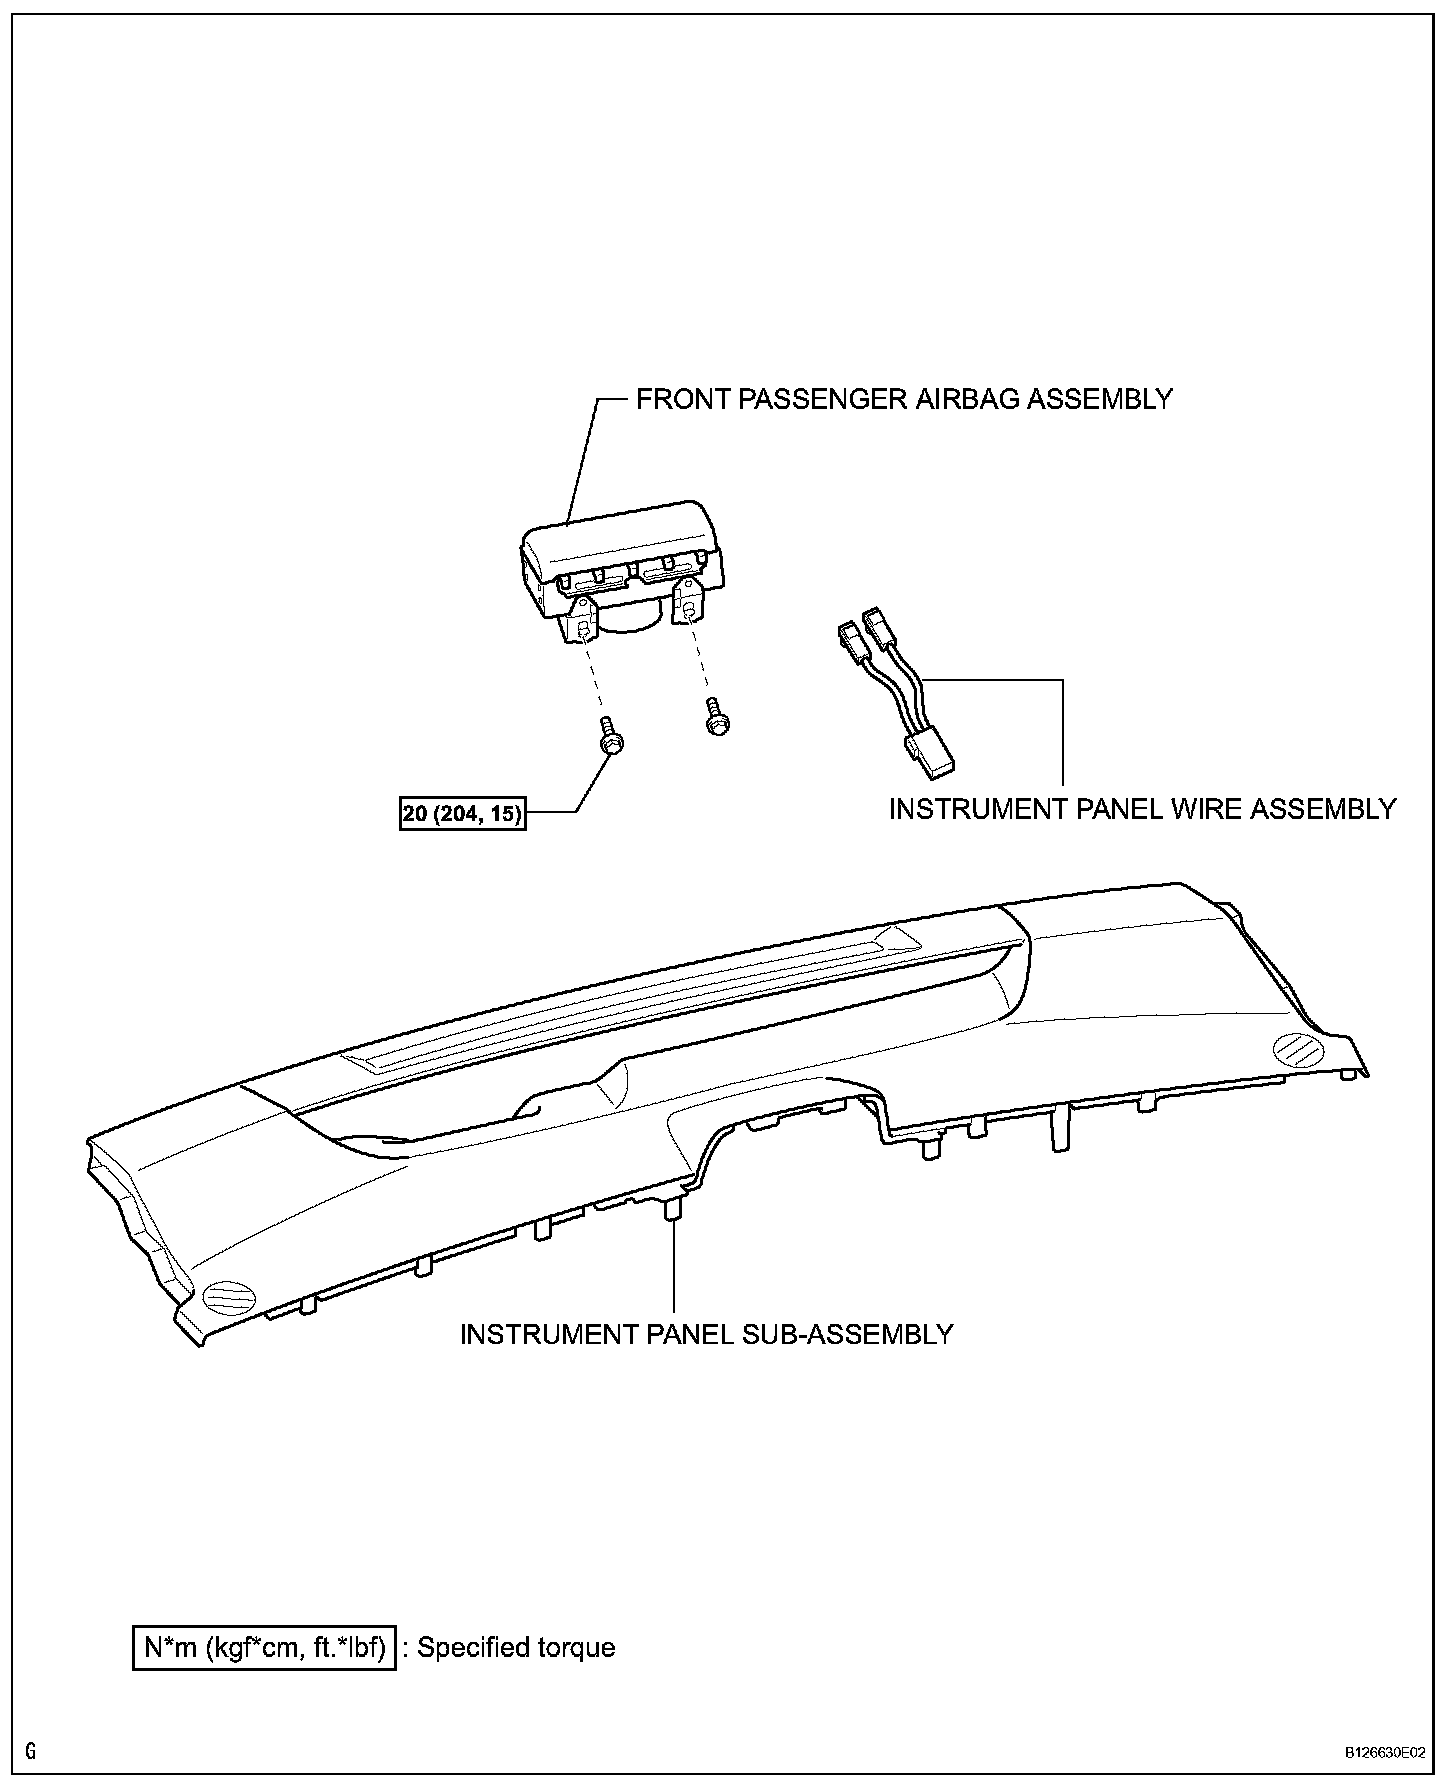 FRONT PASSENGER AIRBAG ASSEMBLY
20 (204, 15)
INSTRUMENT PANEL WIRE ASSEMBLY
INSTRUMENT PANEL SUB-ASSEMBLY
N*m (kgf*cm, ft.*lbf) : Specified torque
G
B126630E02